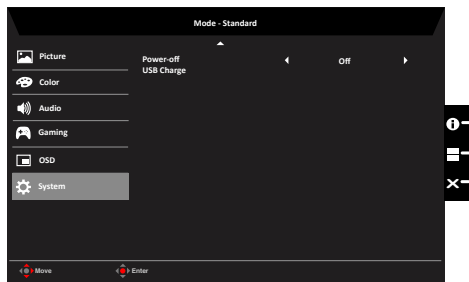 Mode - Standard
Picture
Power-off
USB Charge
Off
Color
Audio
Gaming
OSD
System
Move
Enter